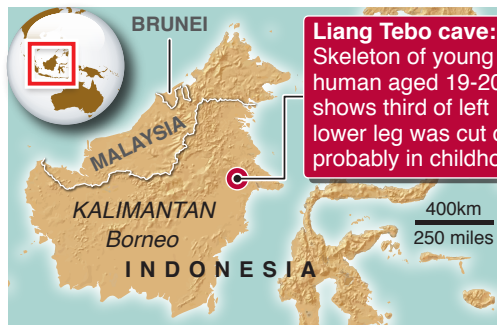 BRUNEI
MALAYSIA
KALIMANTAN
Borneo
INDONESIA
Liang Tebo cave:
Skeleton of young
human aged 19-20
shows third of left
lower leg was cut
probably in
400km
250 miles